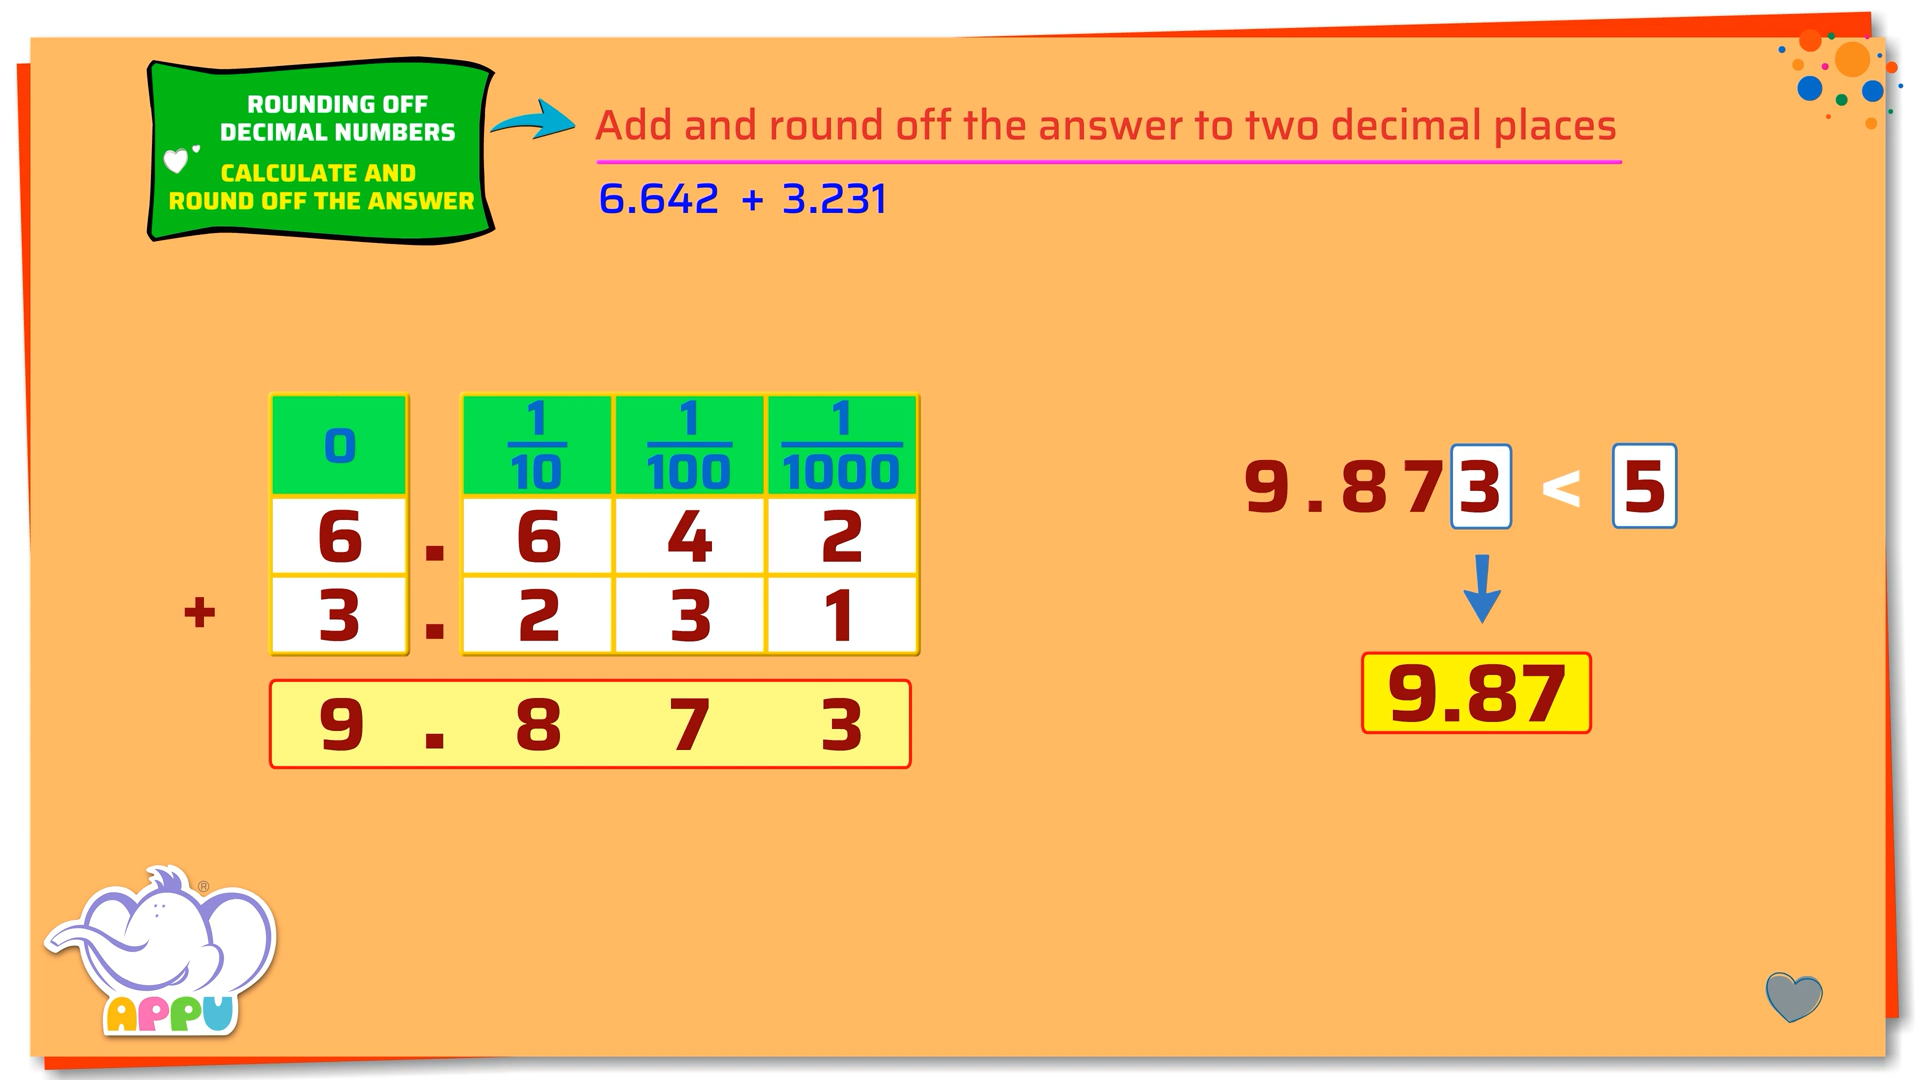 ROUNDING OFF
DECIMAL NUMBERS
CALCULATE AND
ROUND OFF THE ANSWER
Add and round off the answer to two decimal places
6.642 + 3.231
0 1/10 1/100 1/1000
6 . 6 4 2
+ 3 . 2 3 1
9 . 8 7 3
9.873 < 5
9.87
®
APPU